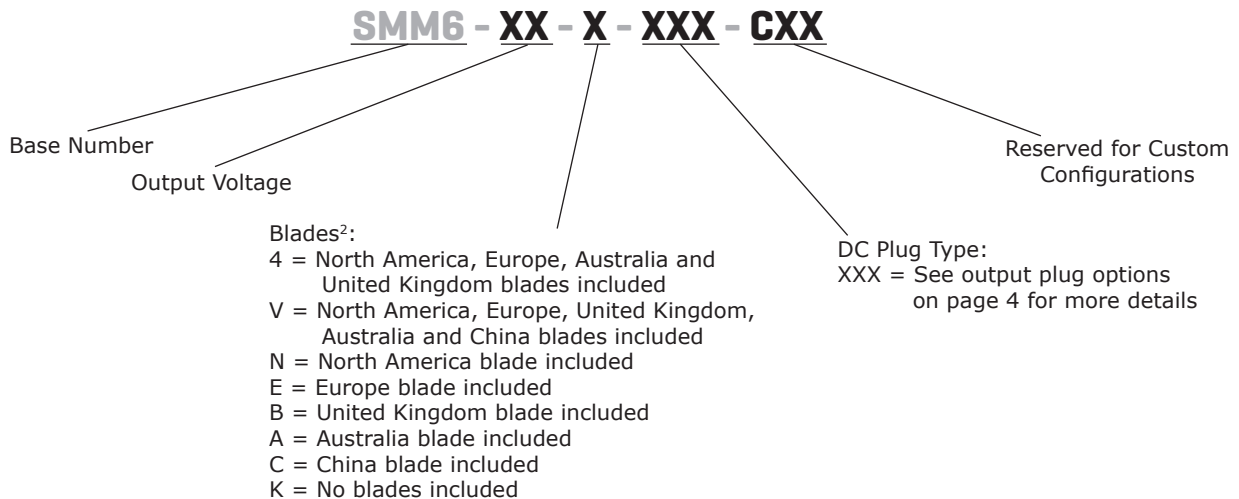 SMM6 - XX - X - XXX - CXX
Base Number
Output Voltage
Blades²:
4 = North America, Europe, Australia and
United Kingdom blades included
V = North America, Europe, United Kingdom,
Australia and China blades included
N = North America blade included
E = Europe blade included
B = United Kingdom blade included
A = Australia blade included
C = China blade included
K = No blades included
DC Plug Type:
XXX = See output plug options
on page 4 for more details
Reserved for Custom
Configurations